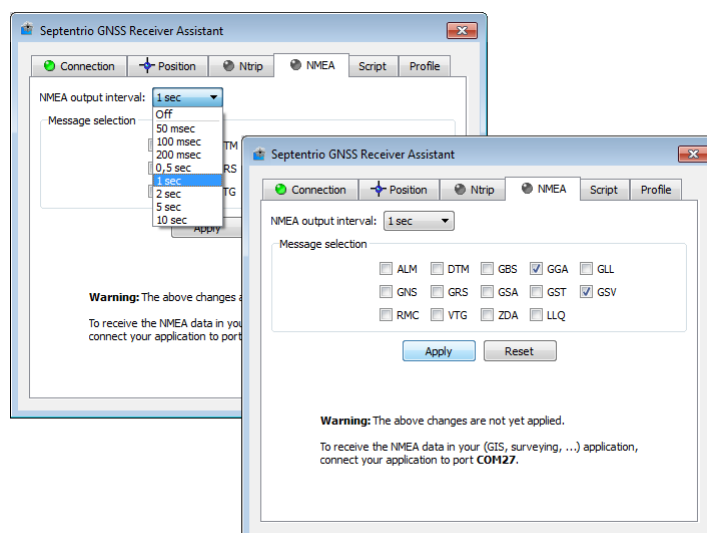 Septentrio GNSS Receiver Assistant
Connection Position Ntrip NMEA Script Profile
NMEA output interval: 1 sec
Message selection
Off
50 msec
100 msec
200 msec
0,5 sec
1 sec
2 sec
5 sec
10 sec
TM
RS
TG
Apply
Warning: The above changes
To receive the NMEA data in you
connect your application to port
Septentrio GNSS Receiver Assistant
Connection Position Ntrip NMEA Script Profile
NMEA output interval: 1 sec
Message selection
ALM DTM GBS GGA GLL
GNS GRS GSA GST GSV
RMC VTG ZDA LLQ
Apply Reset
Warning: The above changes are not yet applied.
To receive the NMEA data in your (GIS, surveying, ...) application,
connect your application to port COM27.